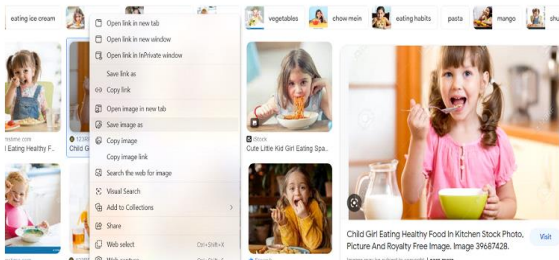 eating ice cream
vegetables
chow mein
eating habits
pasta
mango
Open link in new tab
Open link in new window
Open link in InPrivate window
Save link as
Copy link
Open image in new tab
Save image as
Copy image
Copy image link
Search the web for image
Visual Search
Add to Collections
Share
Web select Ctrl+Shift+X
l Eating Healthy F...
Child G
iStock
Cute Little Kid Girl Eating Spa...
Child Girl Eating Healthy Food In Kitchen Stock Photo,
Picture And Royalty Free Image. Image 39687428.
Visit